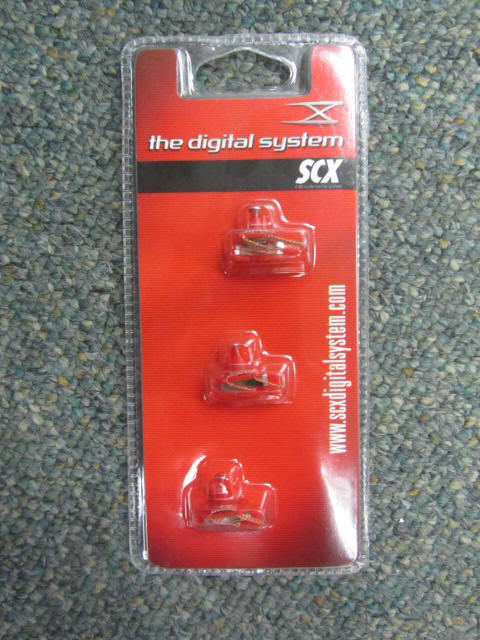 the digital system
SCX
www.scxdigitalsystem.com